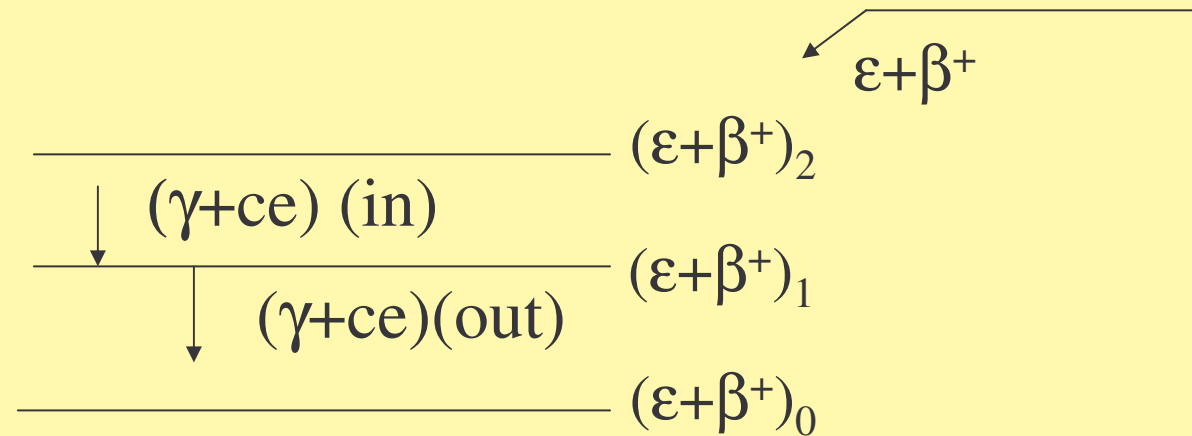 ε+β⁺
(ε+β⁺)₂
(γ+ce) (in)
(ε+β⁺)₁
(γ+ce)(out)
(ε+β⁺)₀